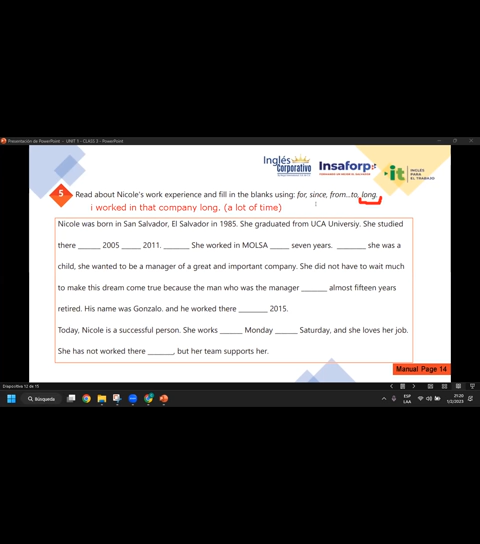 Presentación de PowerPoint - UNIT 1 - CLASS 3 - PowerPoint
Inglés Corporativo
Insaforp
it
INGLÉS PARA EL TRABAJO
5 Read about Nicole's work experience and fill in the blanks using: for, since, from...to, long.
i worked in that company long. (a lot of time)
Nicole was born in San Salvador, El Salvador in 1985. She graduated from UCA Universiy. She studied
there ______ 2005 _____ 2011. _______ She worked in MOLSA _____ seven years. ________ she was a
child, she wanted to be a manager of a great and important company. She did not have to wait much
to make this dream come true because the man who was the manager _______ almost fifteen years
retired. His name was Gonzalo. and he worked there ________ 2015.
Today, Nicole is a successful person. She works ______ Monday ______ Saturday, and she loves her job.
She has not worked there _______, but her team supports her.
Manual Page 14
Diapositiva 12 de 15
Búsqueda
ESP
LAA
21:20
1/2/2023